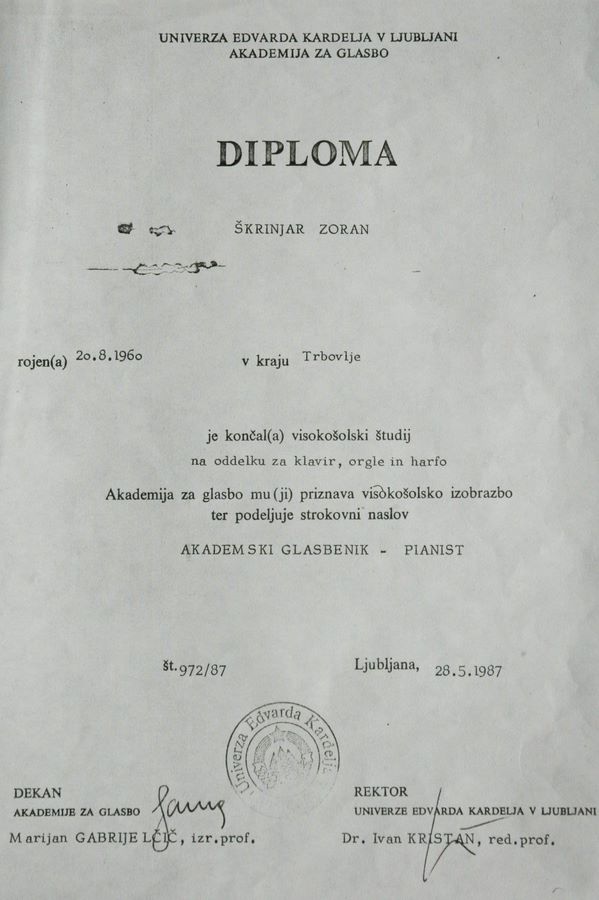 UNIVERZA EDVARDA KARDELJA V LJUBLJANI
AKADEMIJA ZA GLASBO
DIPLOMA
ŠKRINJAR ZORAN
rojen(a) 20.8.1960 v kraju Trbovlje
je končal(a) visokošolski študij
na oddelku za klavir, orgle in harfo
Akademija za glasbo mu(ji) priznava visokošolsko izobrazbo
ter podeljuje strokovni naslov
AKADEMSKI GLASBENIK - PIANIST
št. 972/87 Ljubljana, 28.5.1987
Univerza Edvarda Kardelja
DEKAN
AKADEMIJE ZA GLASBO
Marijan GABRIJELČIČ, izr.prof.
REKTOR
UNIVERZE EDVARDA KARDELJA V LJUBLJANI
Dr. Ivan KRISTAN, red.prof.